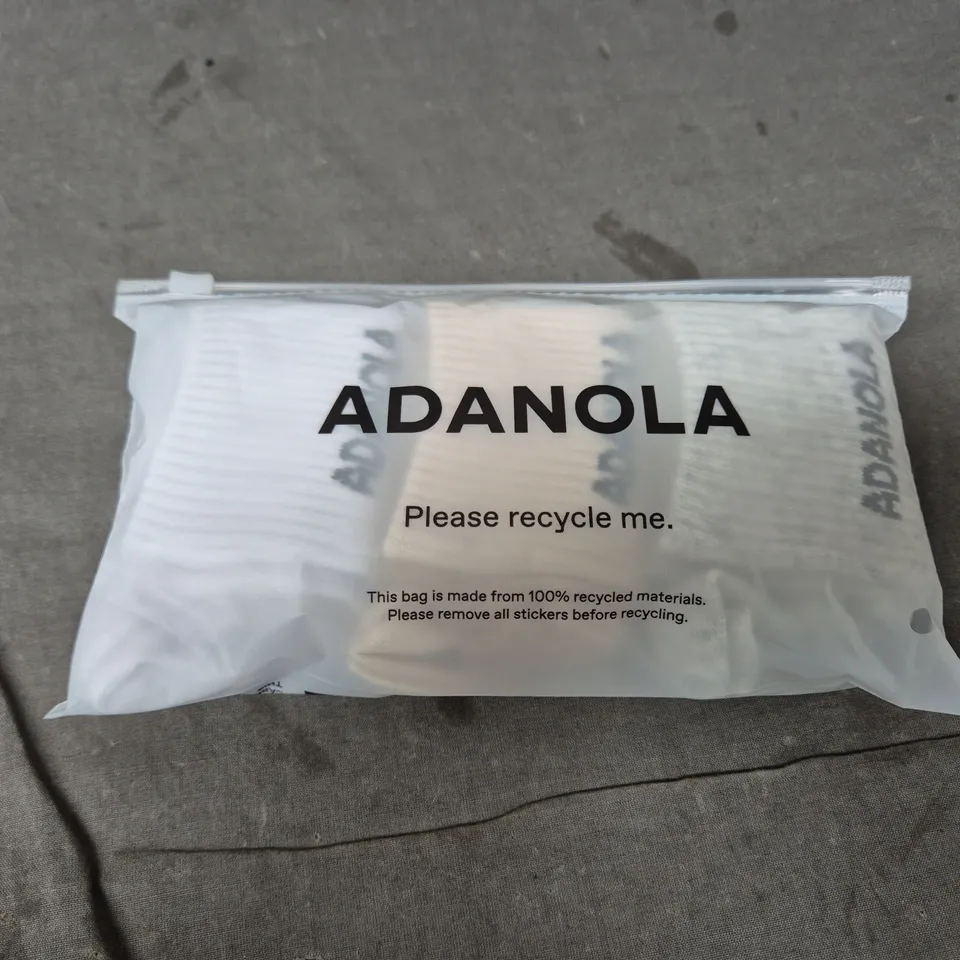 ADANOLA
Please recycle me.
This bag is made from 100% recycled materials.
Please remove all stickers before recycling.
ADANOLA
ADANOLA
ADANOLA